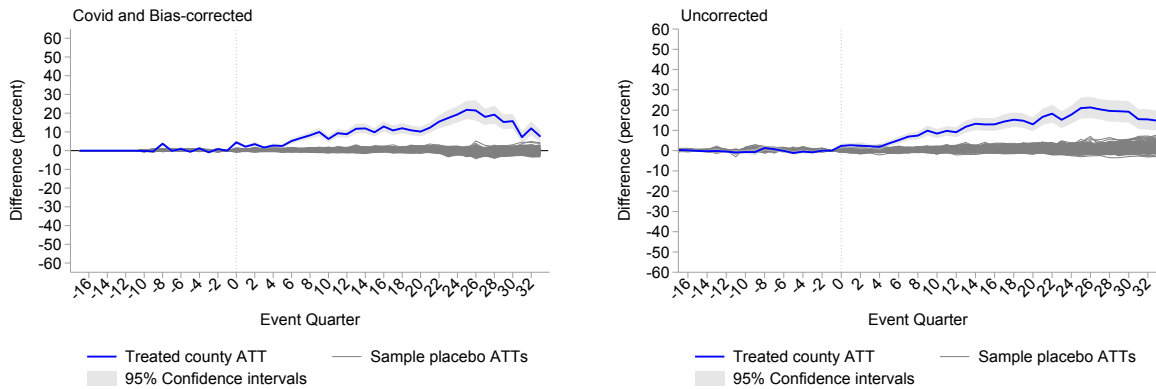 Covid and Bias-corrected
60
50
40
30
20
10
0
-10
-20
-30
-40
-50
-60
Difference (percent)
-16 -14 -12 -10 -8 -6 -4 -2 0 2 4 6 8 10 12 14 16 18 20 22 24 26 28 30 32
Event Quarter
Treated county ATT Sample placebo ATTs
95% Confidence intervals
Uncorrected
60
50
40
30
20
10
0
-10
-20
-30
-40
-50
-60
Difference (percent)
-16 -14 -12 -10 -8 -6 -4 -2 0 2 4 6 8 10 12 14 16 18 20 22 24 26 28 30 32
Event Quarter
Treated county ATT Sample placebo ATTs
95% Confidence intervals